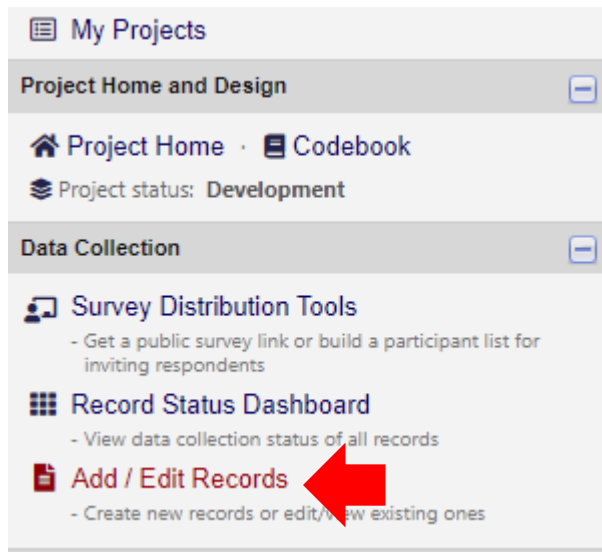 My Projects
Project Home and Design
Project Home · Codebook
Project status: Development
Data Collection
Survey Distribution Tools
- Get a public survey link or build a participant list for
inviting respondents
Record Status Dashboard
- View data collection status of all records
Add / Edit Records
- Create new records or edit/view existing ones